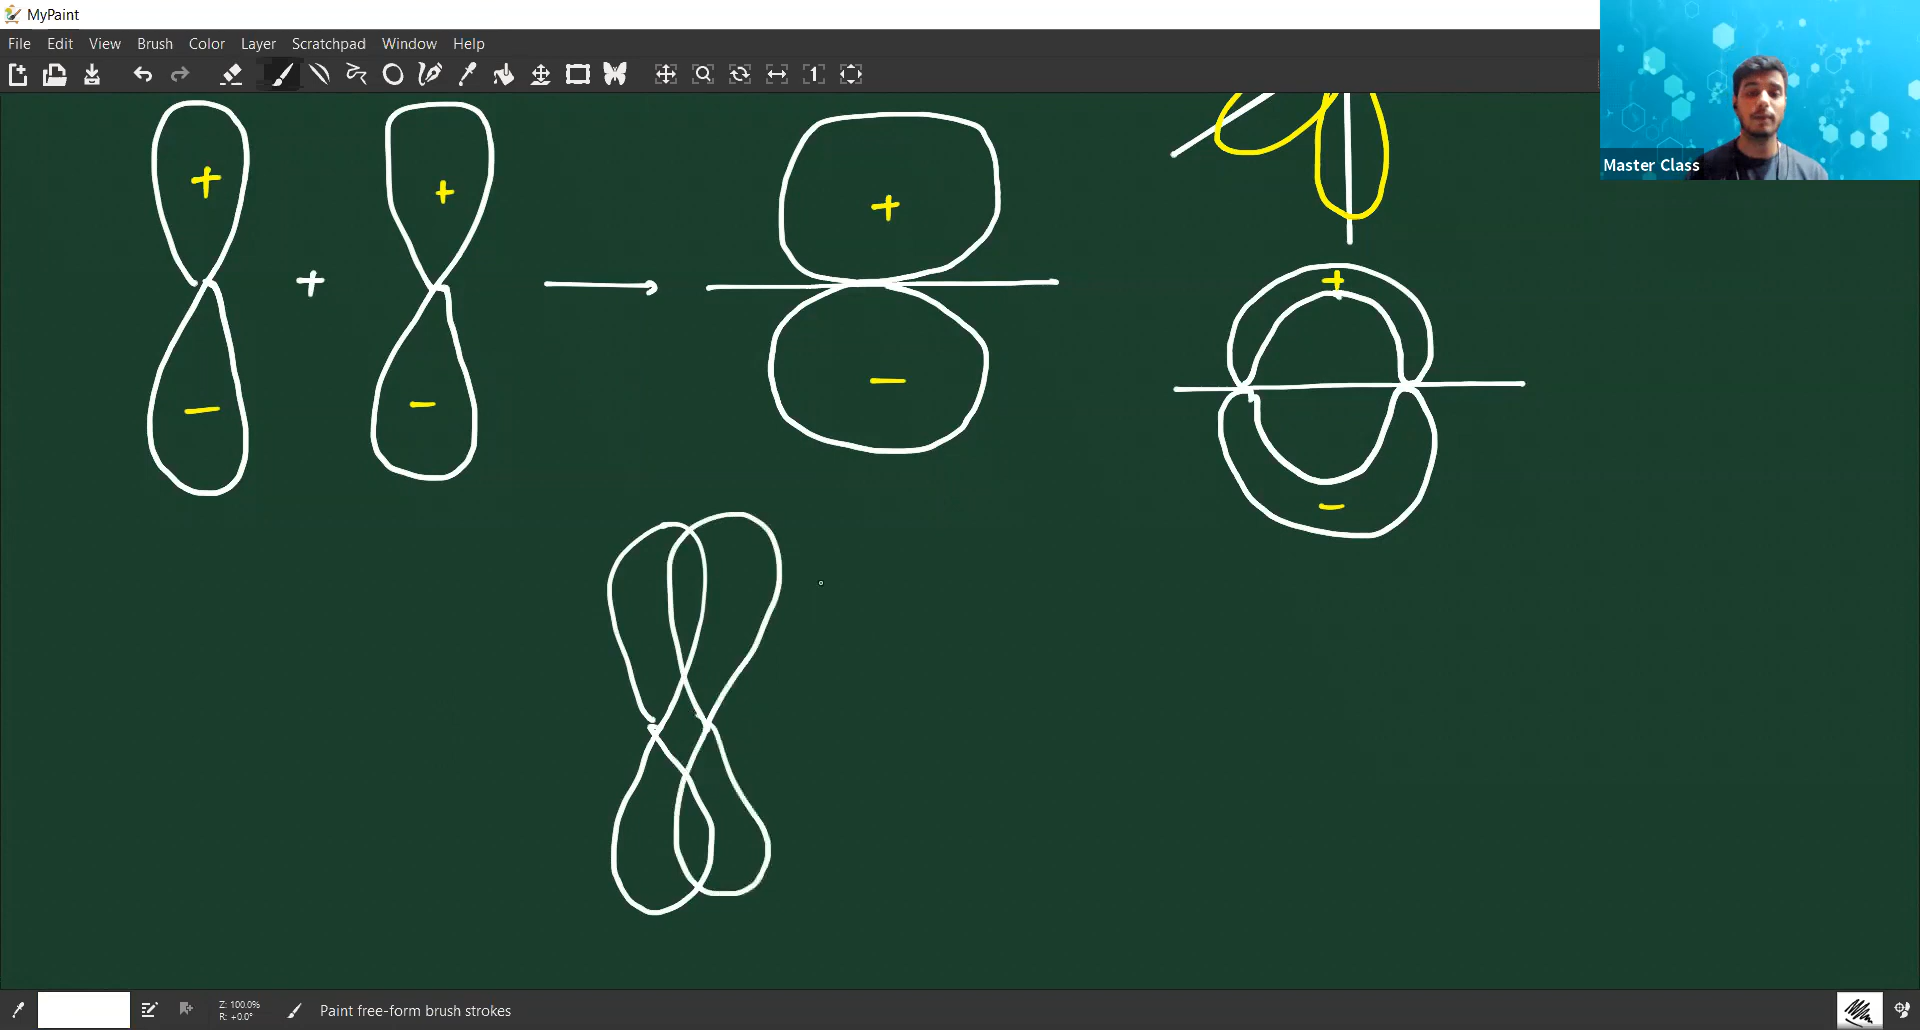 MyPaint
File Edit View Brush Color Layer Scratchpad Window Help
1
Master Class
+ + +
+ +
- - -
-
Z: 100.0%
R: +0.0°
Paint free-form brush strokes